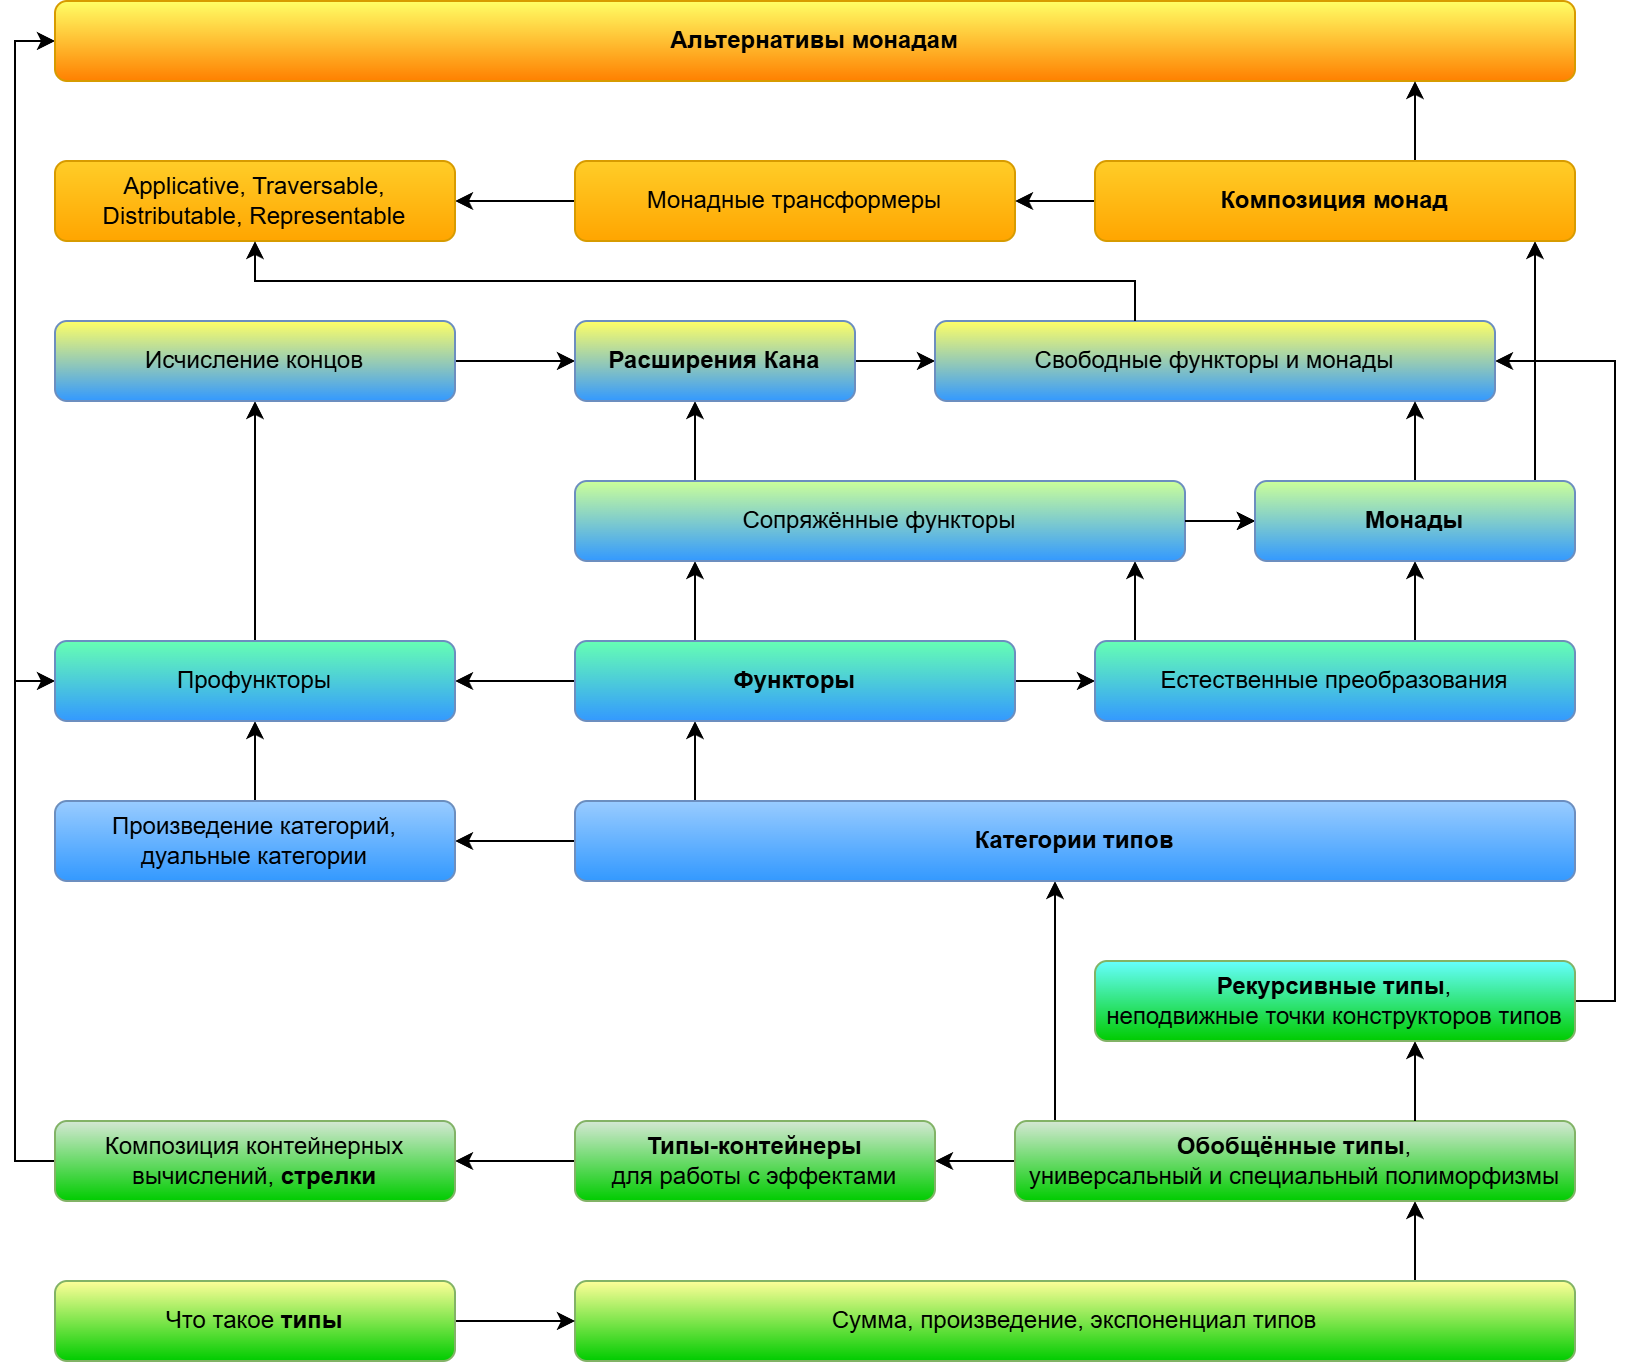 Альтернативы монадам
Applicative, Traversable,
Distributable, Representable
Монадные трансформеры
Композиция монад
Исчисление концов
Расширения Кана
Свободные функторы и монады
Сопряжённые функторы
Монады
Профункторы
Функторы
Естественные преобразования
Произведение категорий,
дуальные категории
Категории типов
Рекурсивные типы,
неподвижные точки конструкторов типов
Композиция контейнерных
вычислений, стрелки
Типы-контейнеры
для работы с эффектами
Обобщённые типы,
универсальный и специальный полиморфизмы
Что такое типы
Сумма, произведение, экспоненциал типов